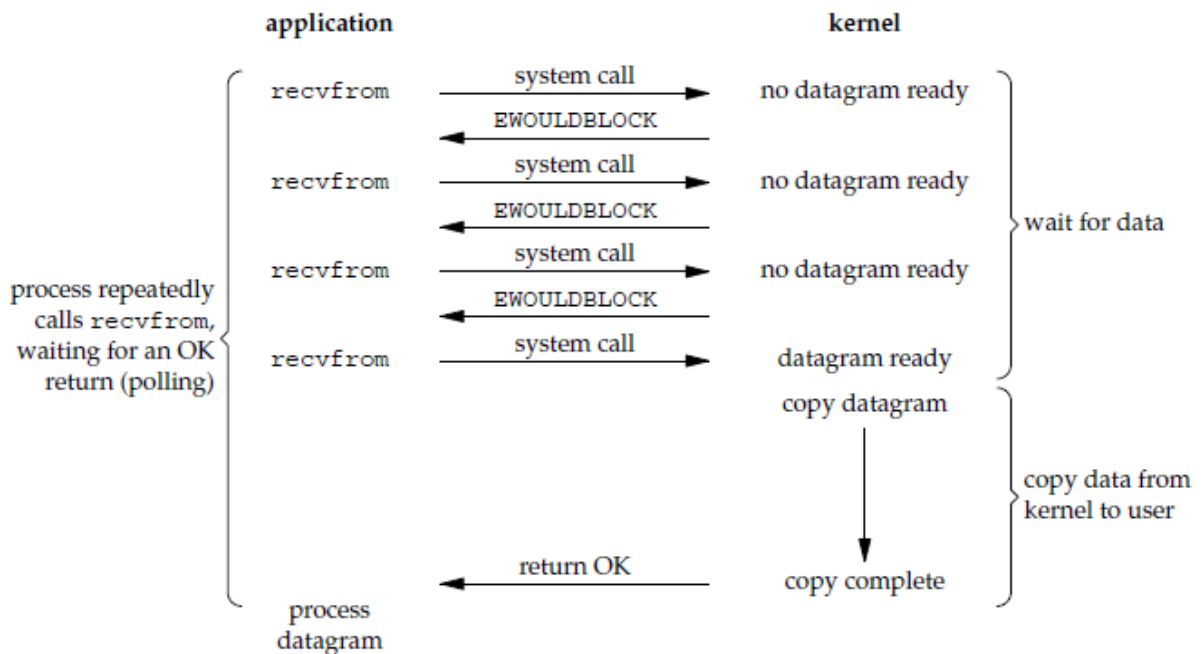 application kernel
system call
recvfrom no datagram ready
EWOULDBLOCK
system call
recvfrom no datagram ready
EWOULDBLOCK
wait for data
system call
recvfrom no datagram ready
process repeatedly
calls recvfrom,
waiting for an OK
return (polling)
EWOULDBLOCK
system call
recvfrom datagram ready
copy datagram
copy data from
kernel to user
return OK
copy complete
process
datagram